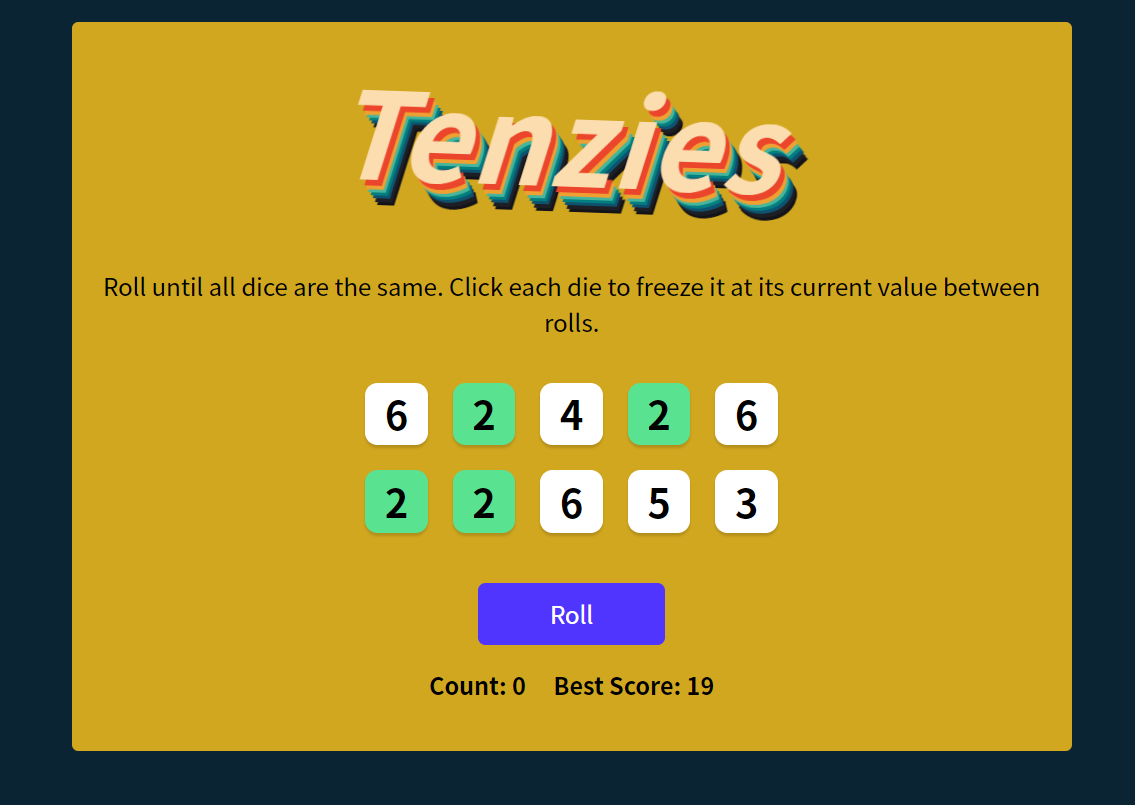 Tenzies
Roll until all dice are the same. Click each die to freeze it at its current value between
rolls.
6 2 4 2 6
2 2 6 5 3
Roll
Count: 0 Best Score: 19